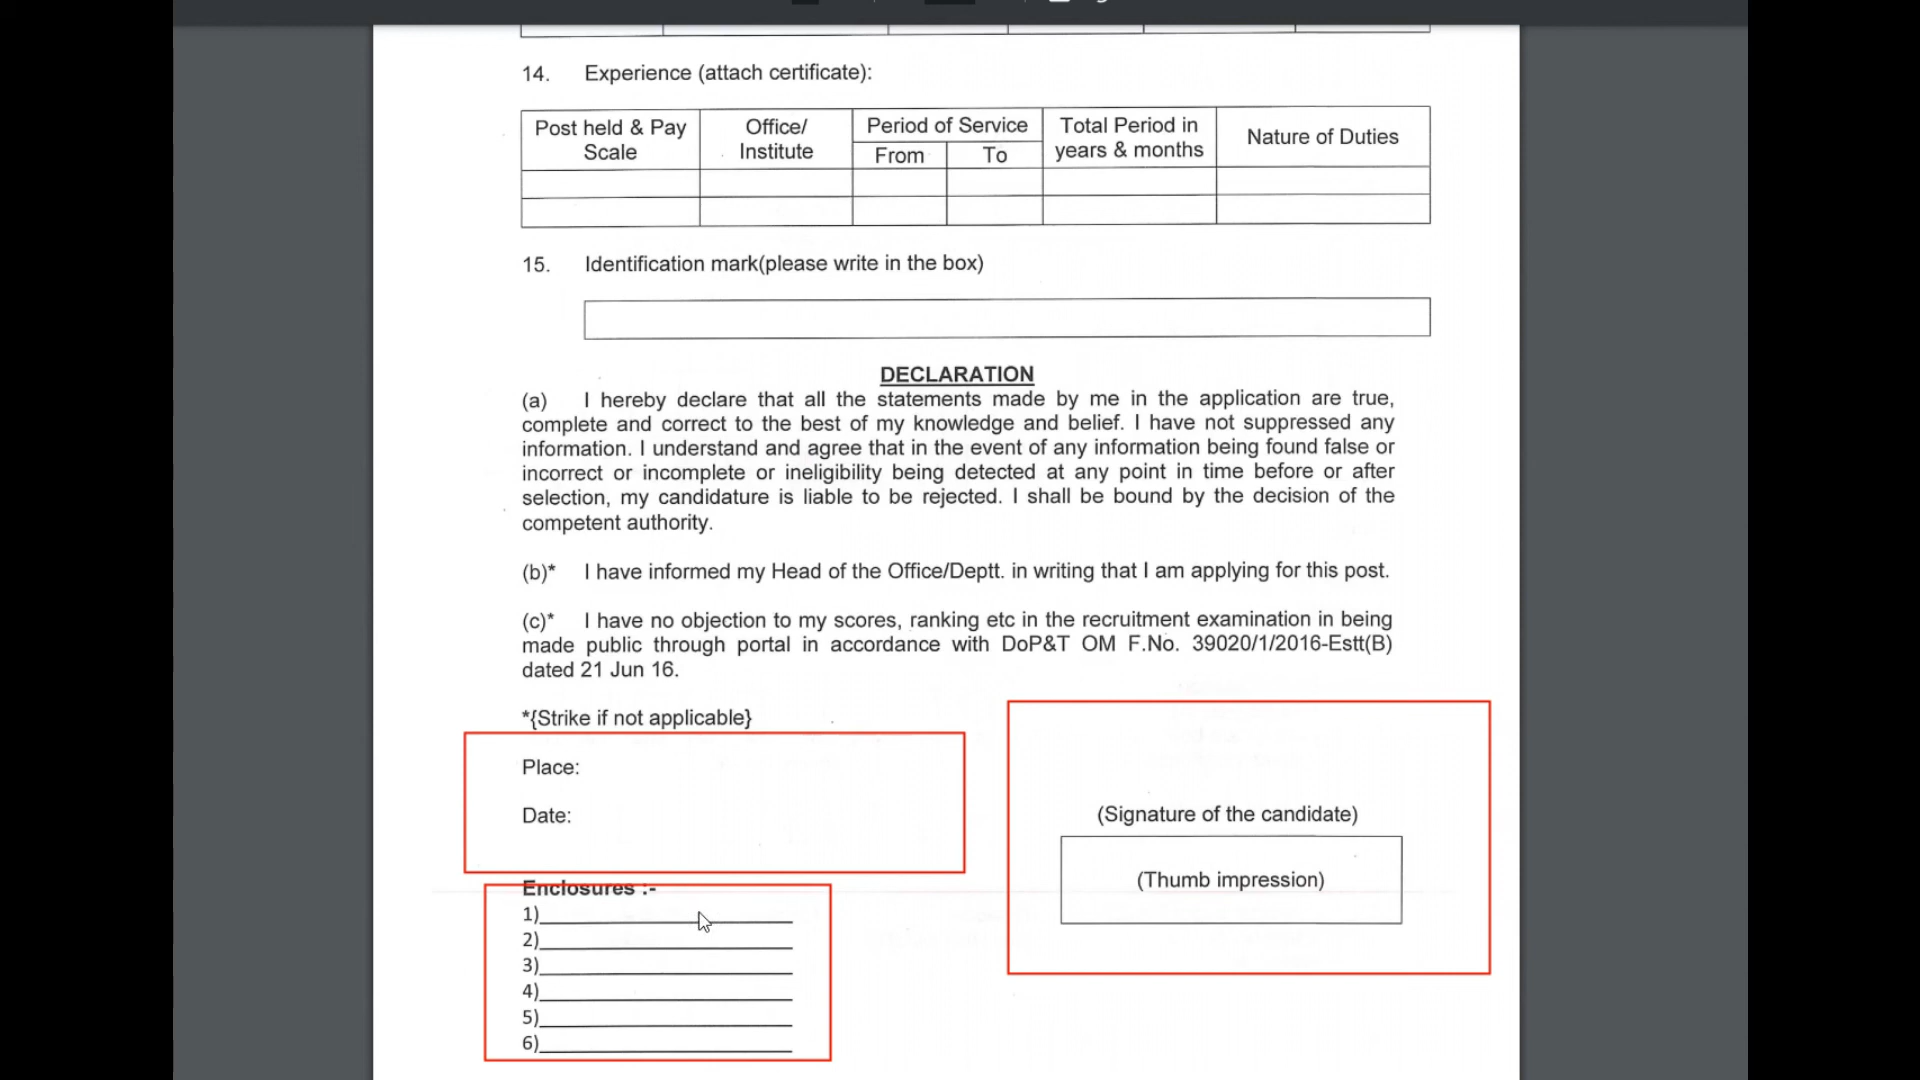 14. Experience (attach certificate):
Post held & Pay Scale
Office/ Institute
Period of Service
From To
Total Period in years & months
Nature of Duties
15. Identification mark(please write in the box)
DECLARATION
(a) I hereby declare that all the statements made by me in the application are true,
complete and correct to the best of my knowledge and belief. I have not suppressed any
information. I understand and agree that in the event of any information being found false or
incorrect or incomplete or ineligibility being detected at any point in time before or after
selection, my candidature is liable to be rejected. I shall be bound by the decision of the
competent authority.
(b)* I have informed my Head of the Office/Deptt. in writing that I am applying for this post.
(c)* I have no objection to my scores, ranking etc in the recruitment examination in being
made public through portal in accordance with DoP&T OM F.No. 39020/1/2016-Estt(B)
dated 21 Jun 16.
*{Strike if not applicable}
Place:
Date:
(Signature of the candidate)
(Thumb impression)
Enclosures :-
1)
2)
3)
4)
5)
6)